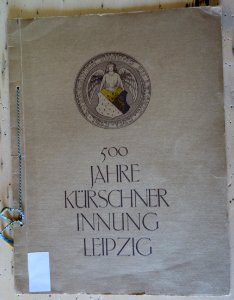 500
JAHRE
KÜRSCHNER
INNUNG
LEIPZIG